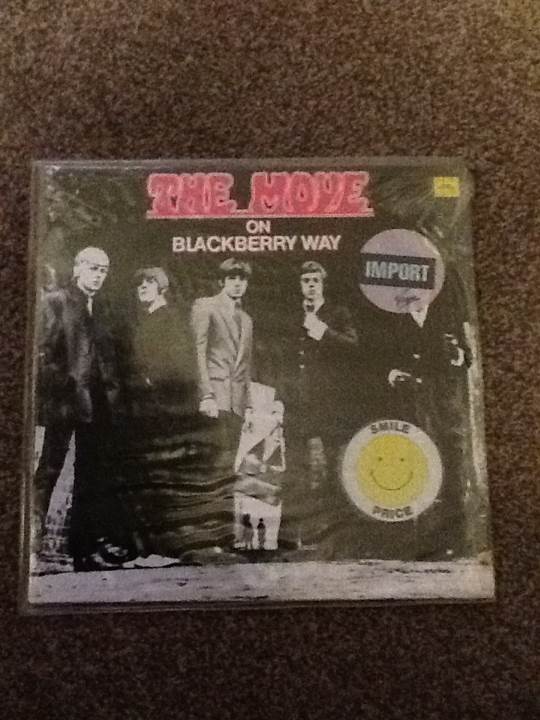 THE MOVE
ON
BLACKBERRY WAY
IMPORT
SMILE
PRICE